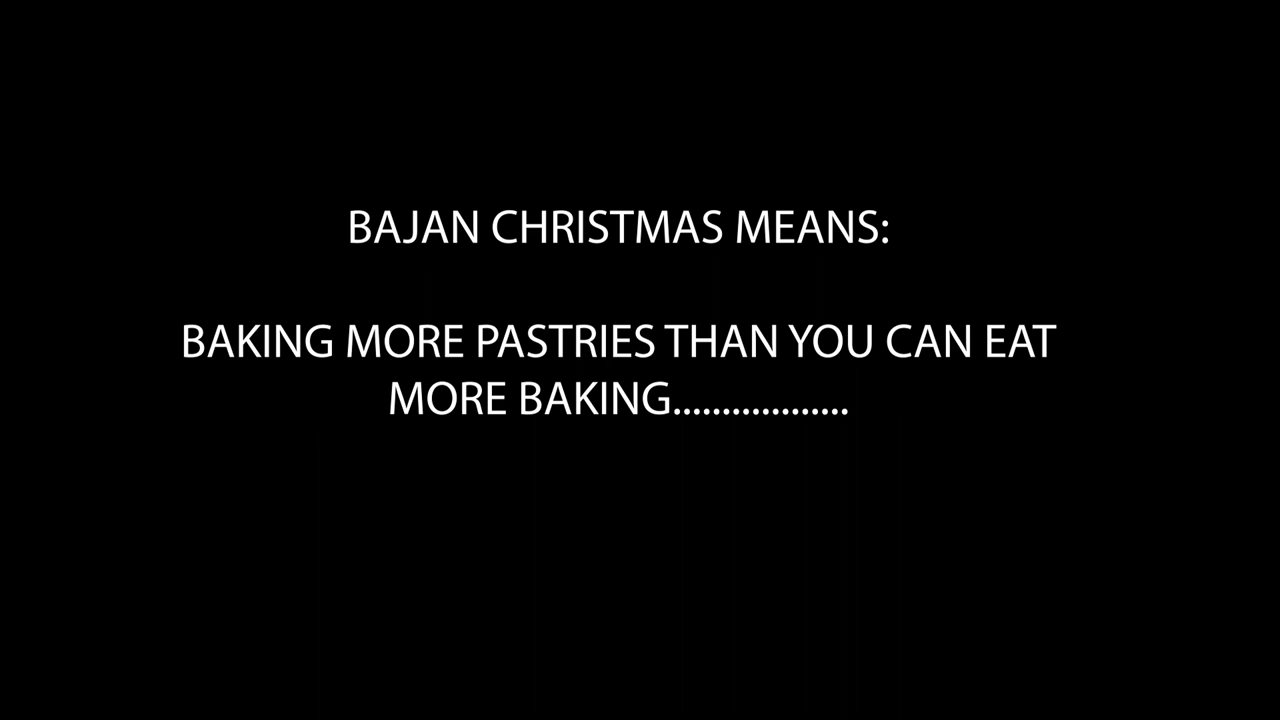 BAJAN CHRISTMAS MEANS:
BAKING MORE PASTRIES THAN YOU CAN EAT
MORE BAKING..................